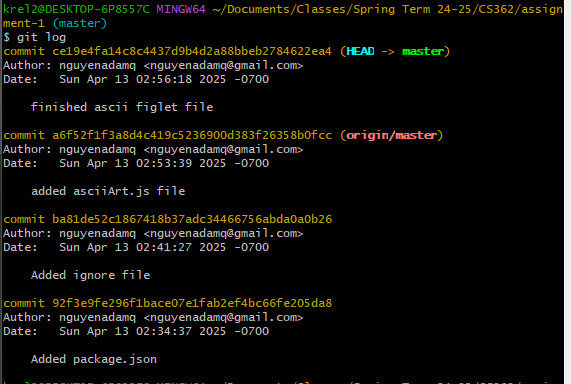 krel2@DESKTOP-6P8557C MINGW64 ~/Documents/Classes/Spring Term 24-25/CS362/assign
ment-1 (master)
$ git log
commit ce19e4fa14c8c4437d9b4d2a88bbeb2784622ea4 (HEAD -> master)
Author: nguyenadamq <nguyenadamq@gmail.com>
Date:   Sun Apr 13 02:56:18 2025 -0700
    finished ascii figlet file
commit a6f52f1f3a8d4c419c5236900d383f26358b0fcc (origin/master)
Author: nguyenadamq <nguyenadamq@gmail.com>
Date:   Sun Apr 13 02:53:39 2025 -0700
    added asciiArt.js file
commit ba81de52c1867418b37adc34466756abda0a0b26
Author: nguyenadamq <nguyenadamq@gmail.com>
Date:   Sun Apr 13 02:41:27 2025 -0700
    Added ignore file
commit 92f3e9fe296f1bace07e1fab2ef4bc66fe205da8
Author: nguyenadamq <nguyenadamq@gmail.com>
Date:   Sun Apr 13 02:34:37 2025 -0700
    Added package.json